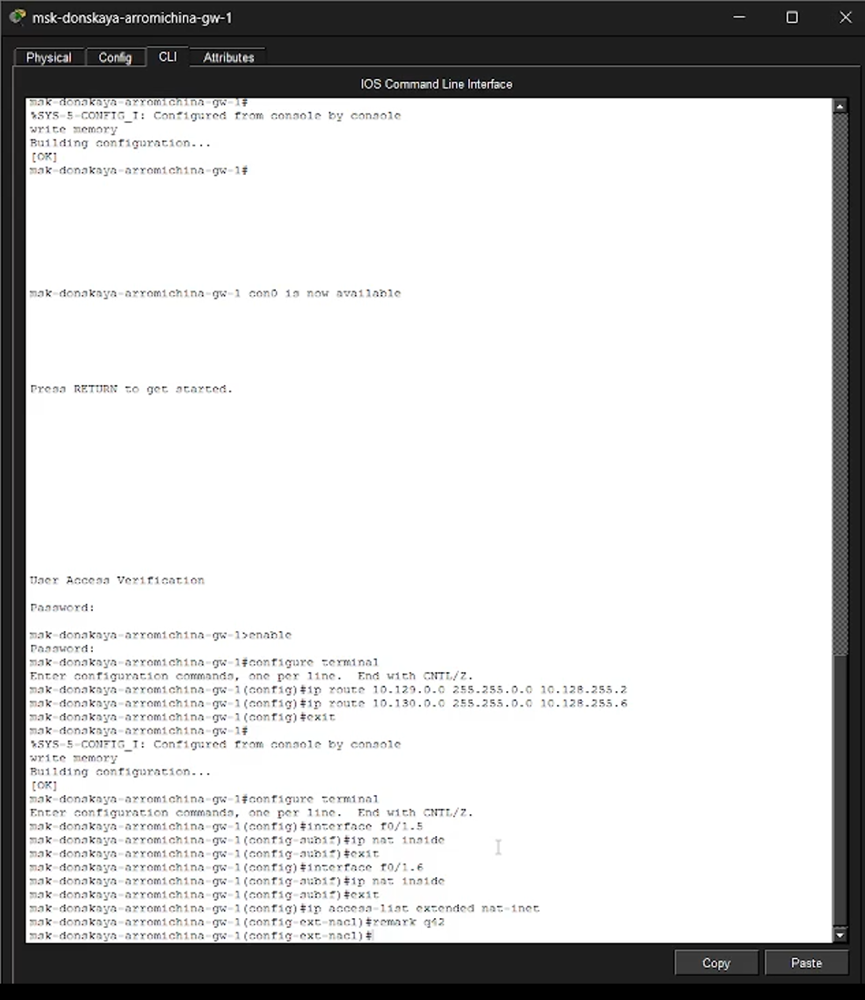 msk-donskaya-arromichina-gw-1
Physical Config CLI Attributes
IOS Command Line Interface
msk-donskaya-arromichina-gw-1#
%SYS-5-CONFIG_I: Configured from console by console
write memory
Building configuration...
[OK]
msk-donskaya-arromichina-gw-1#
msk-donskaya-arromichina-gw-1 con0 is now available
Press RETURN to get started.
User Access Verification
Password:
msk-donskaya-arromichina-gw-1>enable
Password:
msk-donskaya-arromichina-gw-1#configure terminal
Enter configuration commands, one per line.  End with CNTL/Z.
msk-donskaya-arromichina-gw-1(config)#ip route 10.129.0.0 255.255.0.0 10.128.255.2
msk-donskaya-arromichina-gw-1(config)#ip route 10.130.0.0 255.255.0.0 10.128.255.6
msk-donskaya-arromichina-gw-1(config)#exit
msk-donskaya-arromichina-gw-1#
%SYS-5-CONFIG_I: Configured from console by console
write memory
Building configuration...
[OK]
msk-donskaya-arromichina-gw-1#configure terminal
Enter configuration commands, one per line.  End with CNTL/Z.
msk-donskaya-arromichina-gw-1(config)#interface f0/1.5
msk-donskaya-arromichina-gw-1(config-subif)#ip nat inside
msk-donskaya-arromichina-gw-1(config-subif)#exit
msk-donskaya-arromichina-gw-1(config)#interface f0/1.6
msk-donskaya-arromichina-gw-1(config-subif)#ip nat inside
msk-donskaya-arromichina-gw-1(config-subif)#exit
msk-donskaya-arromichina-gw-1(config)#ip access-list extended nat-inet
msk-donskaya-arromichina-gw-1(config-ext-nacl)#remark q42
msk-donskaya-arromichina-gw-1(config-ext-nacl)#
Copy Paste